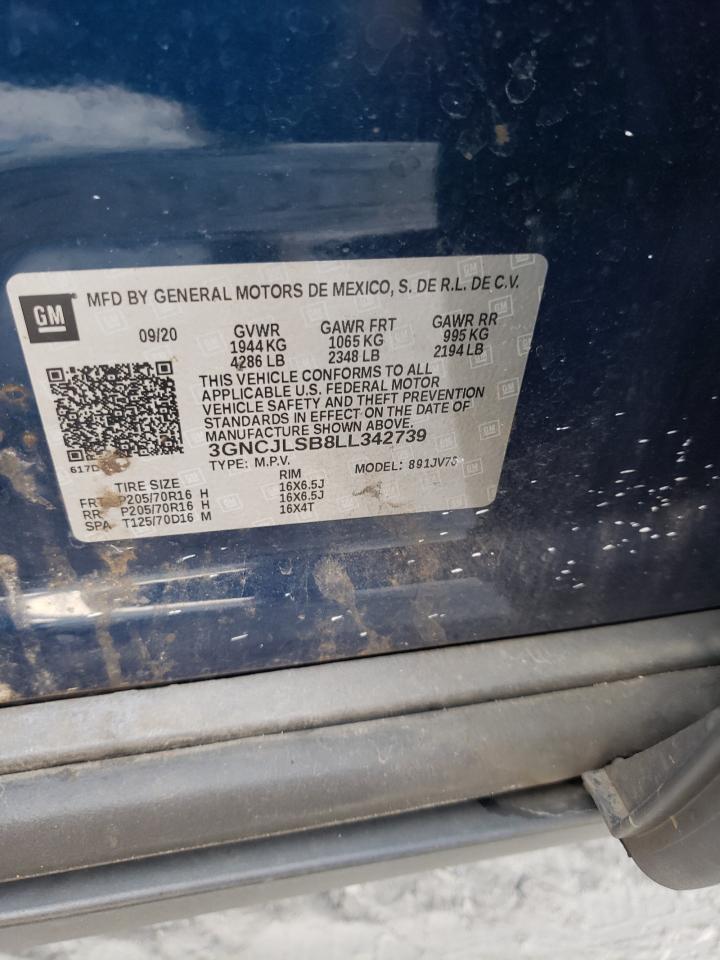 GM MFD BY GENERAL MOTORS DE MEXICO, S. DE R.L. DE C.V.
09/20 GVWR GAWR FRT GAWR RR
1944 KG 1065 KG 995 KG
4286 LB 2348 LB 2194 LB
THIS VEHICLE CONFORMS TO ALL
APPLICABLE U.S. FEDERAL MOTOR
VEHICLE SAFETY AND THEFT PREVENTION
STANDARDS IN EFFECT ON THE DATE OF
MANUFACTURE SHOWN ABOVE.
617D
3GNCJLSB8LL342739
TYPE: M.P.V. MODEL: 891JV76
TIRE SIZE RIM
FRT P205/70R16 H 16X6.5J
RR P205/70R16 H 16X6.5J
SPA T125/70D16 M 16X4T